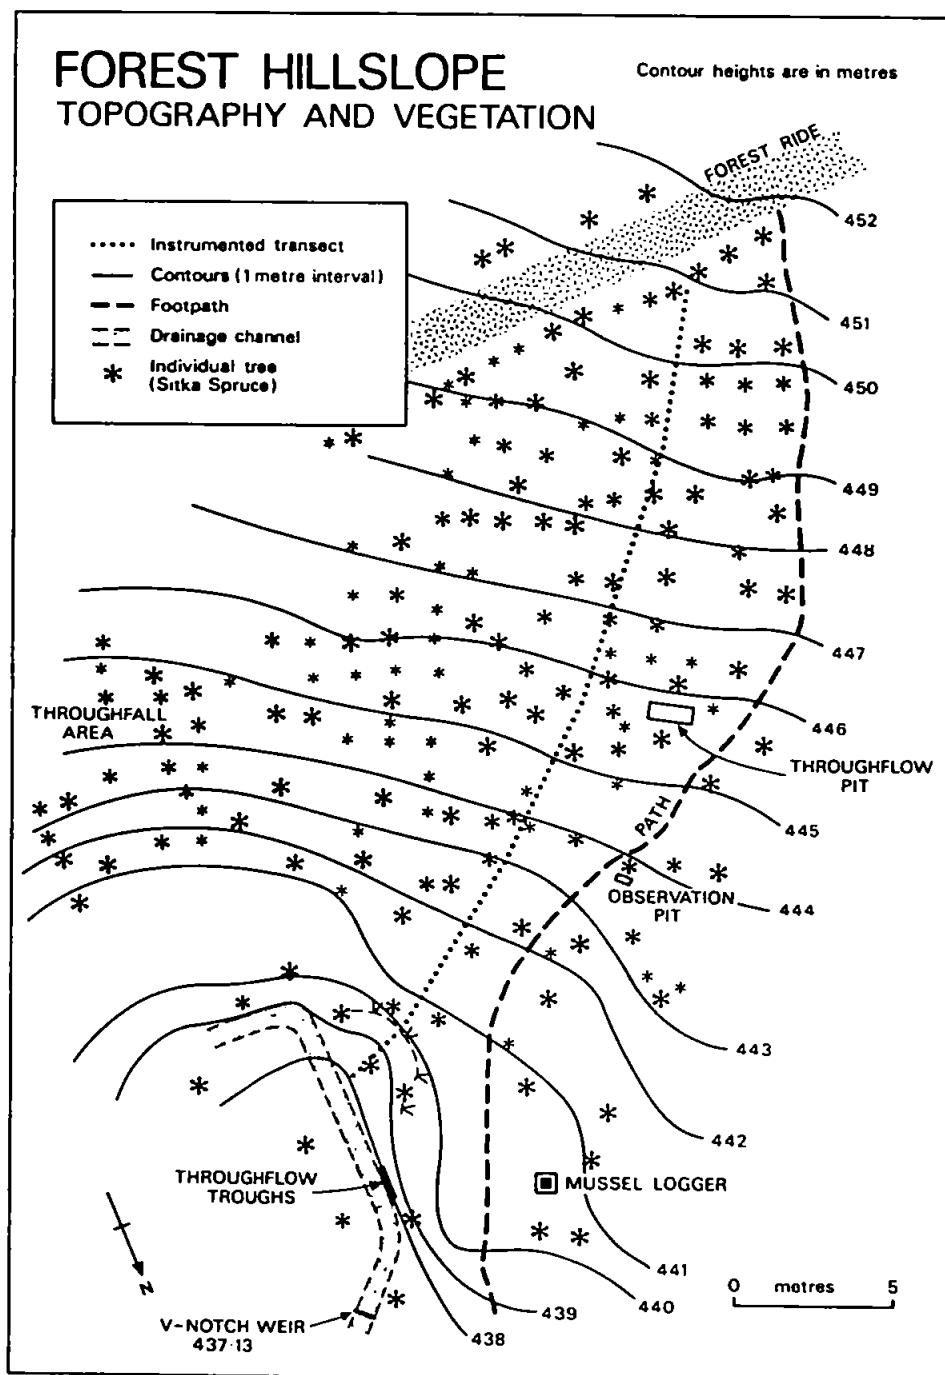 FOREST HILLSLOPE
TOPOGRAPHY AND VEGETATION
Contour heights are in metres
FOREST RIDE
Instrumented transect
Contours (1 metre interval)
Footpath
Drainage channel
Individual tree
(Sitka Spruce)
452
451
450
449
448
447
446
THROUGHFALL
AREA
THROUGHFLOW
PIT
445
PATH
OBSERVATION
PIT
444
443
442
THROUGHFLOW
TROUGHS
MUSSEL LOGGER
441
440
439
438
N
0 metres 5
V-NOTCH WEIR
437·13